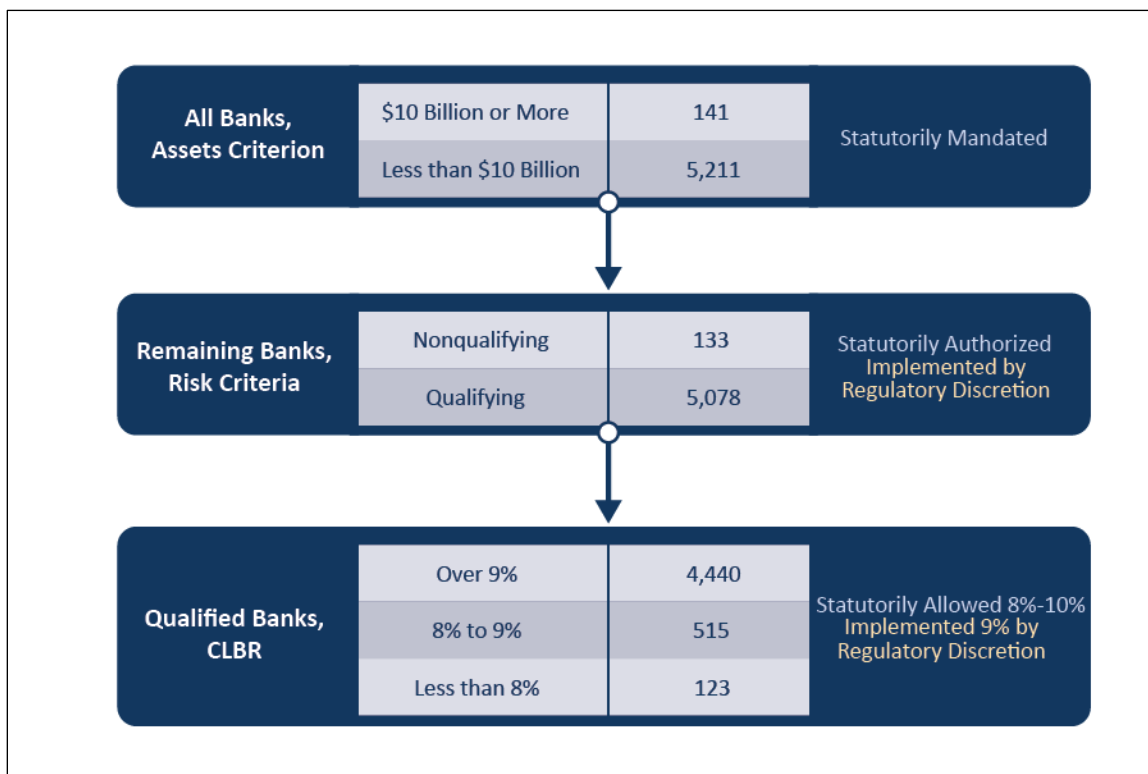 All Banks,
Assets Criterion
$10 Billion or More
141
Less than $10 Billion
5,211
Statutorily Mandated
Remaining Banks,
Risk Criteria
Nonqualifying
133
Qualifying
5,078
Statutorily Authorized
Implemented by
Regulatory Discretion
Qualified Banks,
CLBR
Over 9%
4,440
8% to 9%
515
Less than 8%
123
Statutorily Allowed 8%-10%
Implemented 9% by
Regulatory Discretion